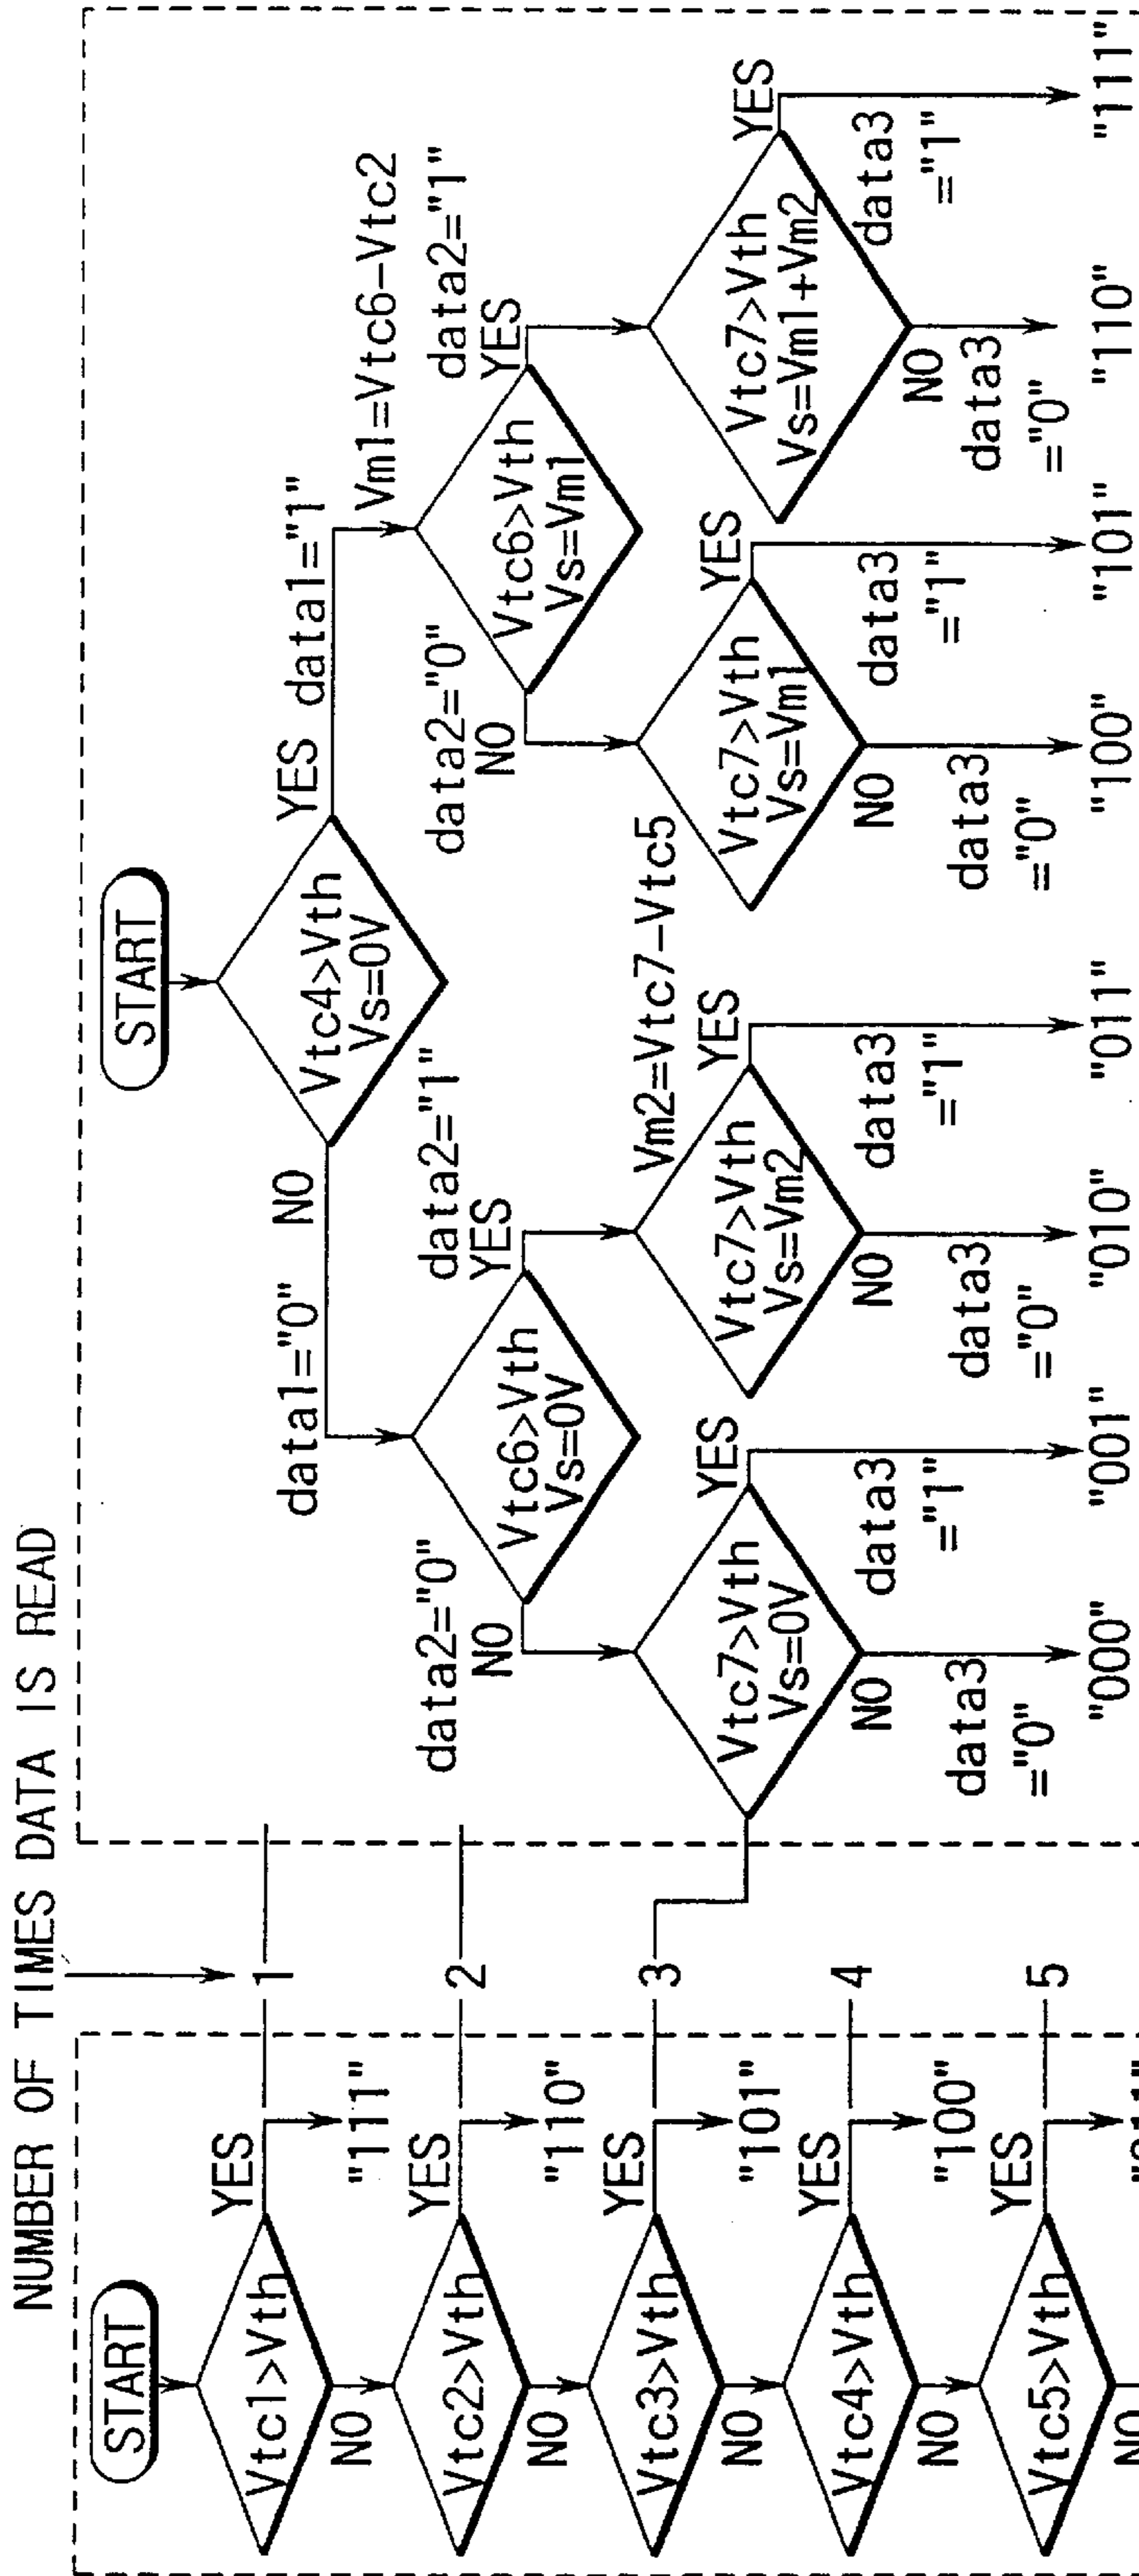 NUMBER OF TIMES DATA IS READ
START
Vtc1>Vth
YES
"111"
NO
Vtc2>Vth
YES
"110"
NO
Vtc3>Vth
YES
"101"
NO
Vtc4>Vth
YES
"100"
NO
Vtc5>Vth
YES
NO
1
2
3
4
5
START
Vtc4>Vth
Vs=0V
NO
data1="0"
YES data1="1"
Vm1=Vtc6-Vtc2
Vtc6>Vth
Vs=0V
data2="0"
NO
data2="1"
YES
Vtc6>Vth
Vs=Vm1
data2="0"
NO
data2="1"
YES
Vtc7>Vth
Vs=0V
NO
data3
="0"
YES
data3
="1"
Vm2=Vtc7-Vtc5
Vtc7>Vth
Vs=Vm2
NO
data3
="0"
YES
data3
="1"
Vtc7>Vth
Vs=Vm1
NO
data3
="0"
YES
data3
="1"
Vtc7>Vth
Vs=Vm1+Vm2
NO
data3
="0"
YES
data3
="1"
"000" "001" "010" "011" "100" "101" "110" "111"